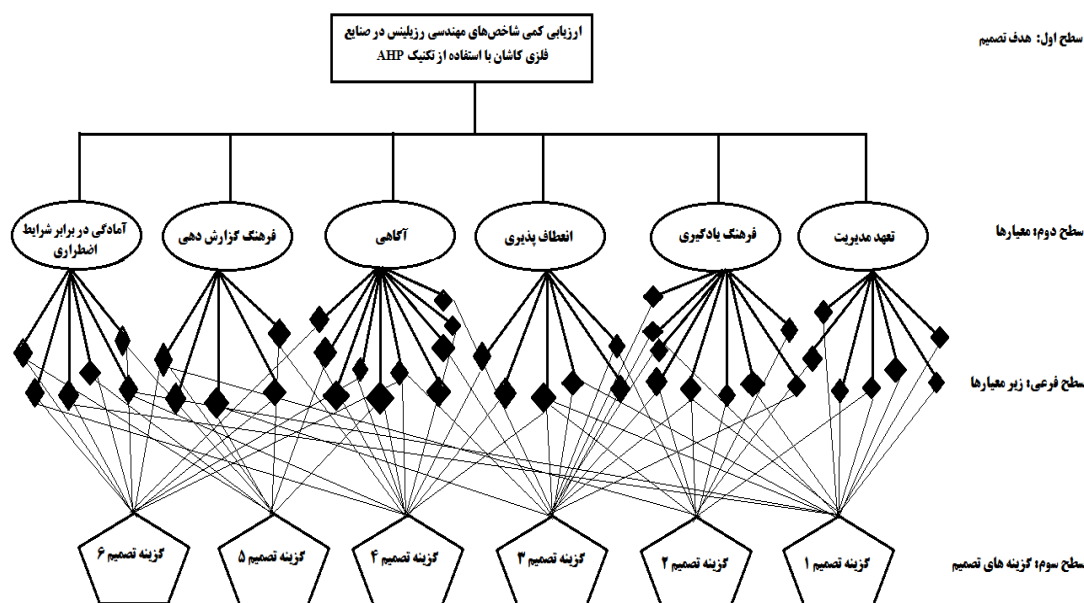 ارزیابی کمی شاخص‌های مهندسی رزیلینس در صنایع
فلزی کاشان با استفاده از تکنیک AHP
سطح اول: هدف تصمیم
تعهد مدیریت
فرهنگ یادگیری
انعطاف پذیری
آگاهی
فرهنگ گزارش دهی
آمادگی در برابر شرایط
اضطراری
سطح دوم: معیارها
سطح فرعی: زیر معیارها
گزینه تصمیم ۱
گزینه تصمیم ۲
گزینه تصمیم ۳
گزینه تصمیم ۴
گزینه تصمیم ۵
گزینه تصمیم ۶
سطح سوم: گزینه های تصمیم